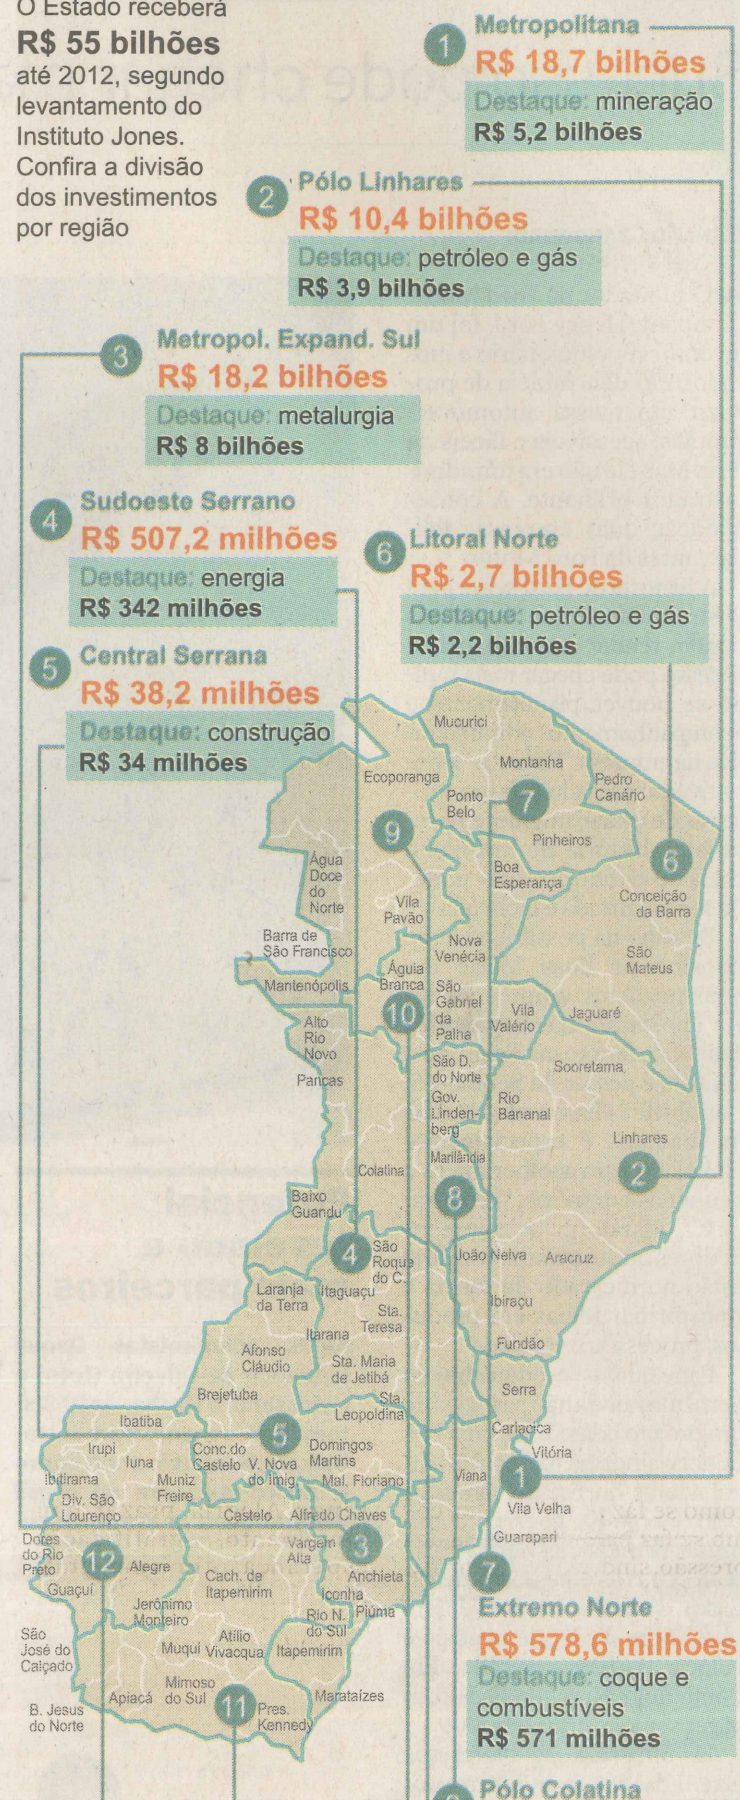 O Estado receberá
R$ 55 bilhões
até 2012, segundo
levantamento do
Instituto Jones.
Confira a divisão
dos investimentos
por região
1
Metropolitana
R$ 18,7 bilhões
Destaque: mineração
R$ 5,2 bilhões
2
Pólo Linhares
R$ 10,4 bilhões
Destaque: petróleo e gás
R$ 3,9 bilhões
3
Metropol. Expand. Sul
R$ 18,2 bilhões
Destaque: metalurgia
R$ 8 bilhões
4
Sudoeste Serrano
R$ 507,2 milhões
Destaque: energia
R$ 342 milhões
6
Litoral Norte
R$ 2,7 bilhões
Destaque: petróleo e gás
R$ 2,2 bilhões
5
Central Serrana
R$ 38,2 milhões
Destaque: construção
R$ 34 milhões
Mucurici
Montanha
Ecoporanga
Pedro
Canário
Ponto
Belo
7
9
Pinheiros
6
Água
Doce
do
Norte
Boa
Esperança
Conceição
da Barra
Vila
Pavão
Barra de
São Francisco
Nova
Venécia
São
Mateus
Mantenópolis
Águia
Branca
São
Gabriel
da
Palha
10
Vila
Valério
Jaguaré
Alto
Rio
Novo
Pancas
São D.
do Norte
Sooretama
Gov.
Linden-
berg
Rio
Bananal
Linhares
2
Marilândia
Colatina
8
Baixo
Guandu
4
São
Roque
do C.
João Neiva
Aracruz
Laranja
da Terra
Itaguaçu
Ibiraçu
Sta.
Teresa
Itarana
Fundão
Afonso
Cláudio
Sta. Maria
de Jetibá
Serra
Brejetuba
Sta.
Leopoldina
Ibatiba
Cariacica
Vitória
5
Irupi
Iuna
Conc.do
Castelo
V. Nova
do Imig.
Domingos
Martins
Viana
1
Ibitirama
Muniz
Freire
Mal. Floriano
Div. São
Lourenço
Castelo
Alfredo Chaves
Vila Velha
Guarapari
Dores
do Rio
Preto
12
Alegre
Vargem
Alta
3
Guaçuí
Cach. de
Itapemirim
Anchieta
Iconha
Jerônimo
Monteiro
Rio N.
do Sul
Piúma
São
José do
Calçado
Muqui
Atílio
Vivacqua
Itapemirim
Mimoso
do Sul
Apiacá
11
Marataízes
B. Jesus
do Norte
Pres.
Kennedy
7
Extremo Norte
R$ 578,6 milhões
Destaque: coque e
combustíveis
R$ 571 milhões
Pólo Colatina